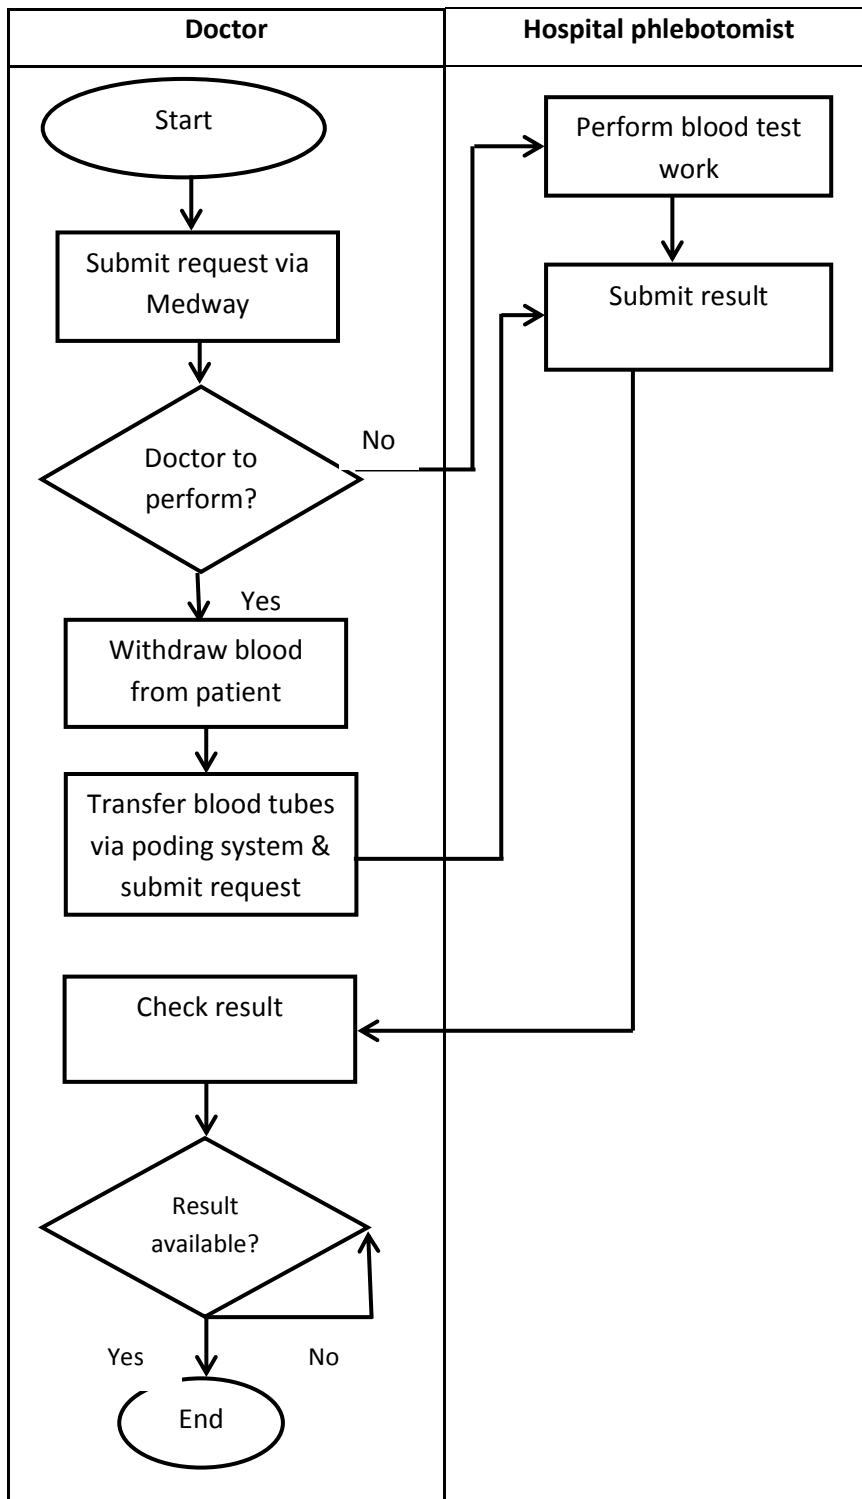 Doctor
Hospital phlebotomist
Start
Perform blood test
work
Submit request via
Medway
Submit result
No
Doctor to
perform?
Yes
Withdraw blood
from patient
Transfer blood tubes
via poding system &
submit request
Check result
Result
available?
Yes
No
End